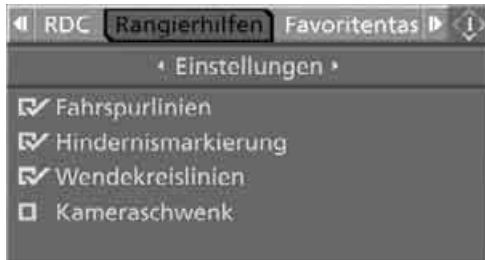 RDC Rangierhilfen Favoritentas
Einstellungen
Fahrspurlinien
Hindernismarkierung
Wendekreislinien
Kameraschwenk